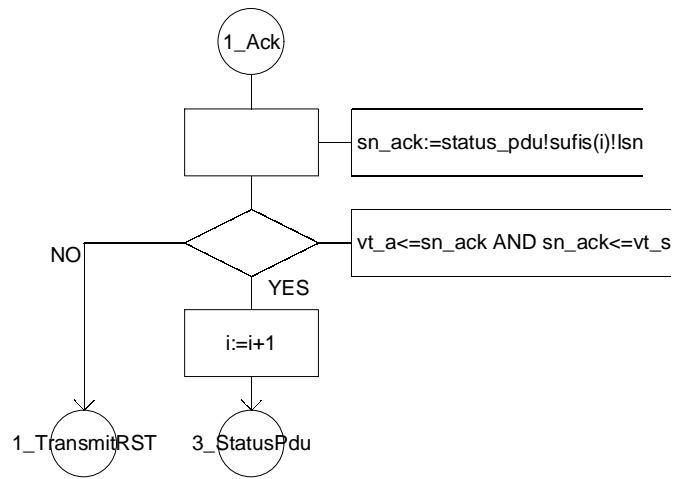 1_Ack
sn_ack:=status_pdu!sufis(i)!lsn
vt_a<=sn_ack AND sn_ack<=vt_s
NO
YES
i:=i+1
1_TransmitRST
3_StatusPdu